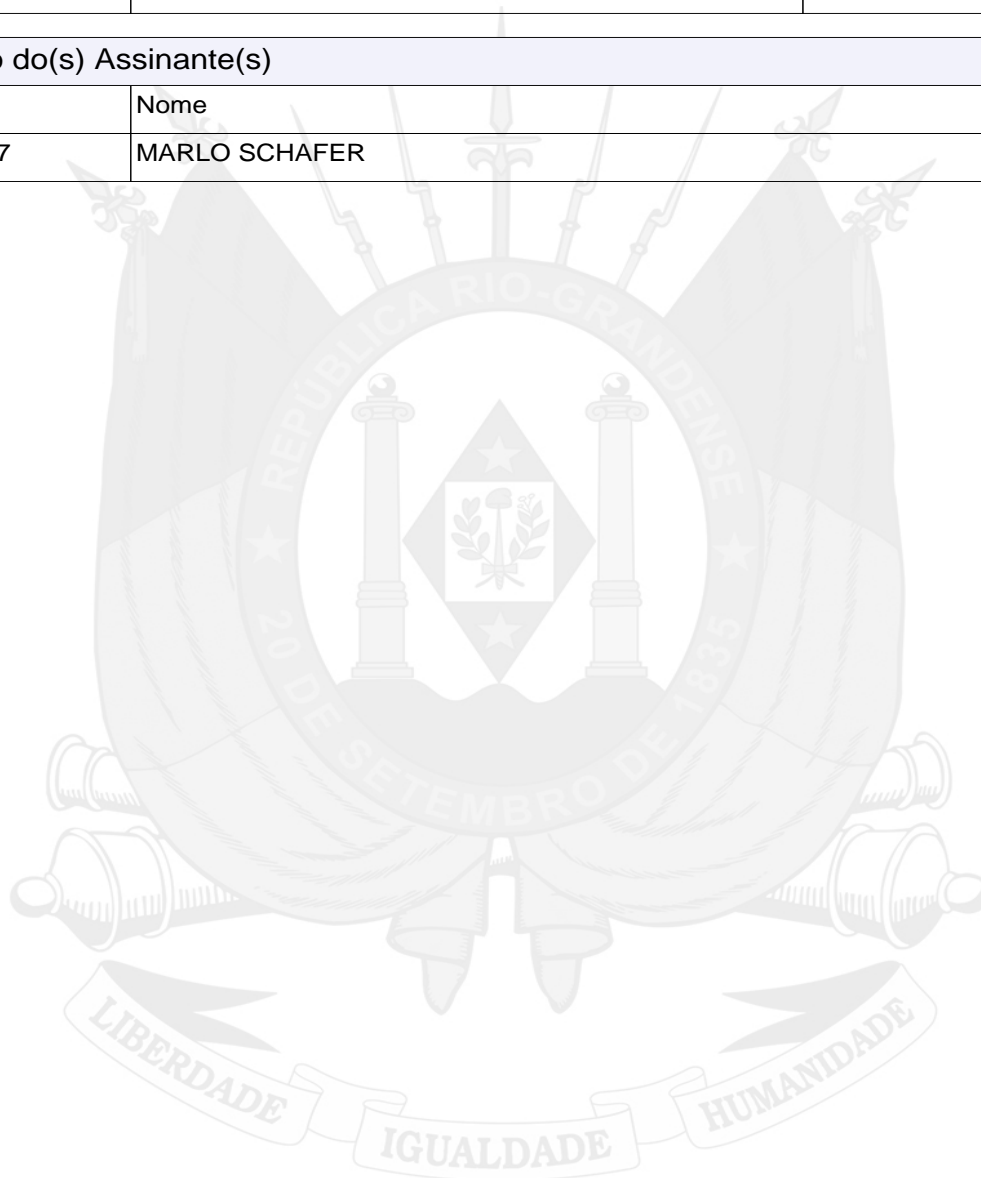 o do(s) Assinante(s)
Nome
7 MARLO SCHAFER
REPÚBLICA RIO-GRANDENSE
20 DE SETEMBRO DE 1835
LIBERDADE
IGUALDADE
HUMANIDADE